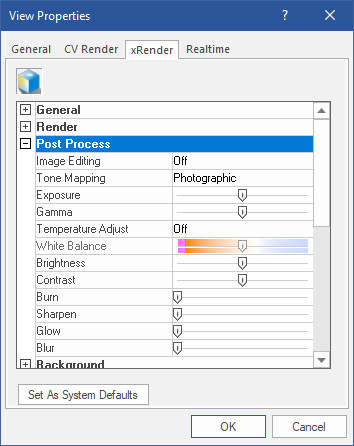 View Properties ? ×
General CV Render xRender Realtime
General
Render
Post Process
Image Editing Off
Tone Mapping Photographic
Exposure
Gamma
Temperature Adjust Off
White Balance
Brightness
Contrast
Burn
Sharpen
Glow
Blur
Background
Set As System Defaults
OK Cancel